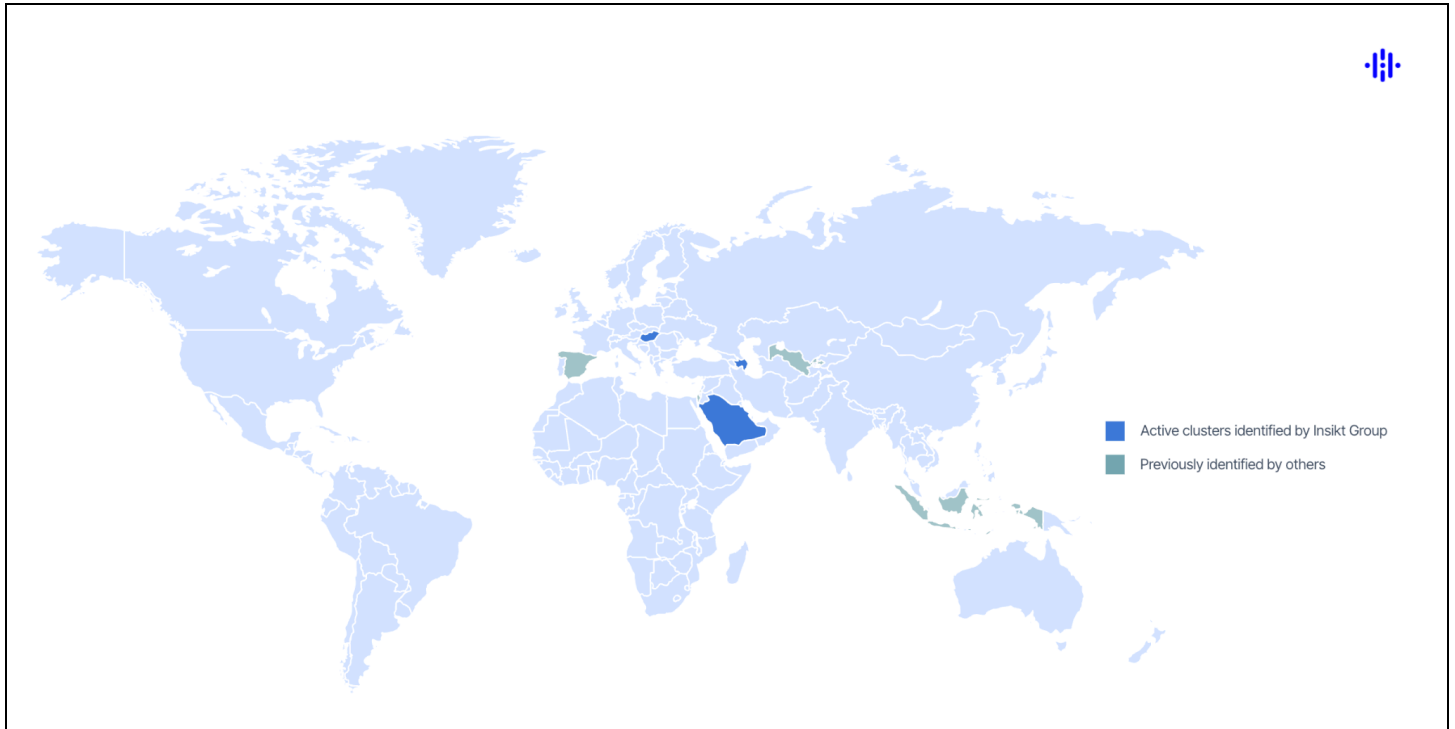 Active clusters identified by Insikt Group
Previously identified by others